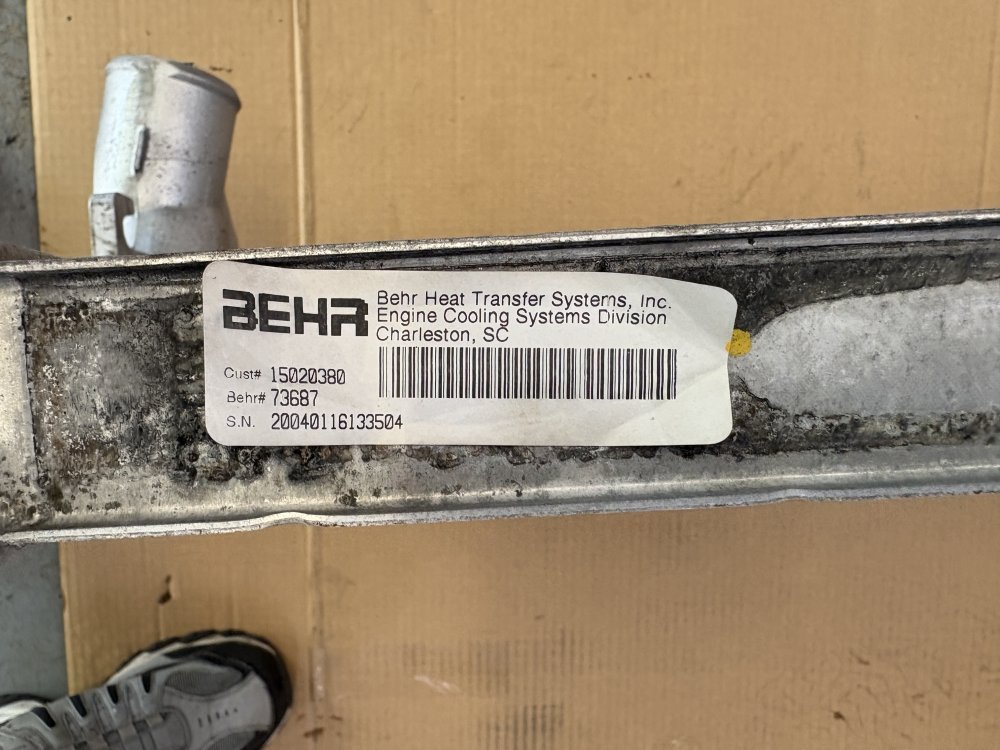 BEHR
Behr Heat Transfer Systems, Inc.
Engine Cooling Systems Division
Charleston, SC
Cust# 15020380
Behr# 73687
S.N. 20040116133504